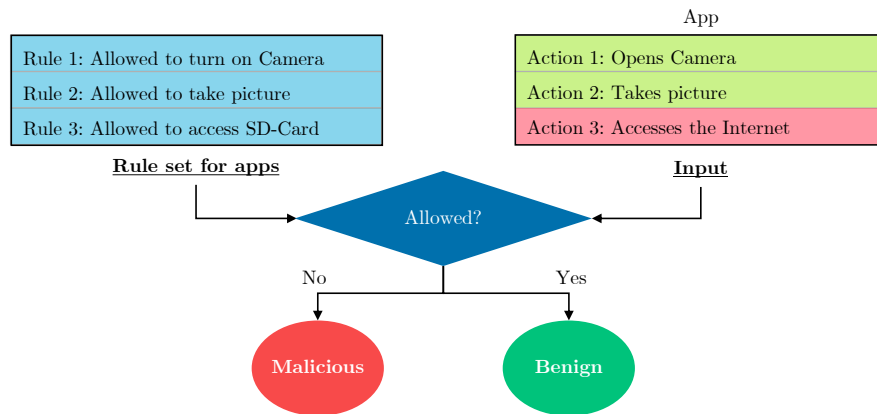 App
Rule 1: Allowed to turn on Camera
Rule 2: Allowed to take picture
Rule 3: Allowed to access SD-Card
Rule set for apps
Action 1: Opens Camera
Action 2: Takes picture
Action 3: Accesses the Internet
Input
Allowed?
No
Yes
Malicious
Benign